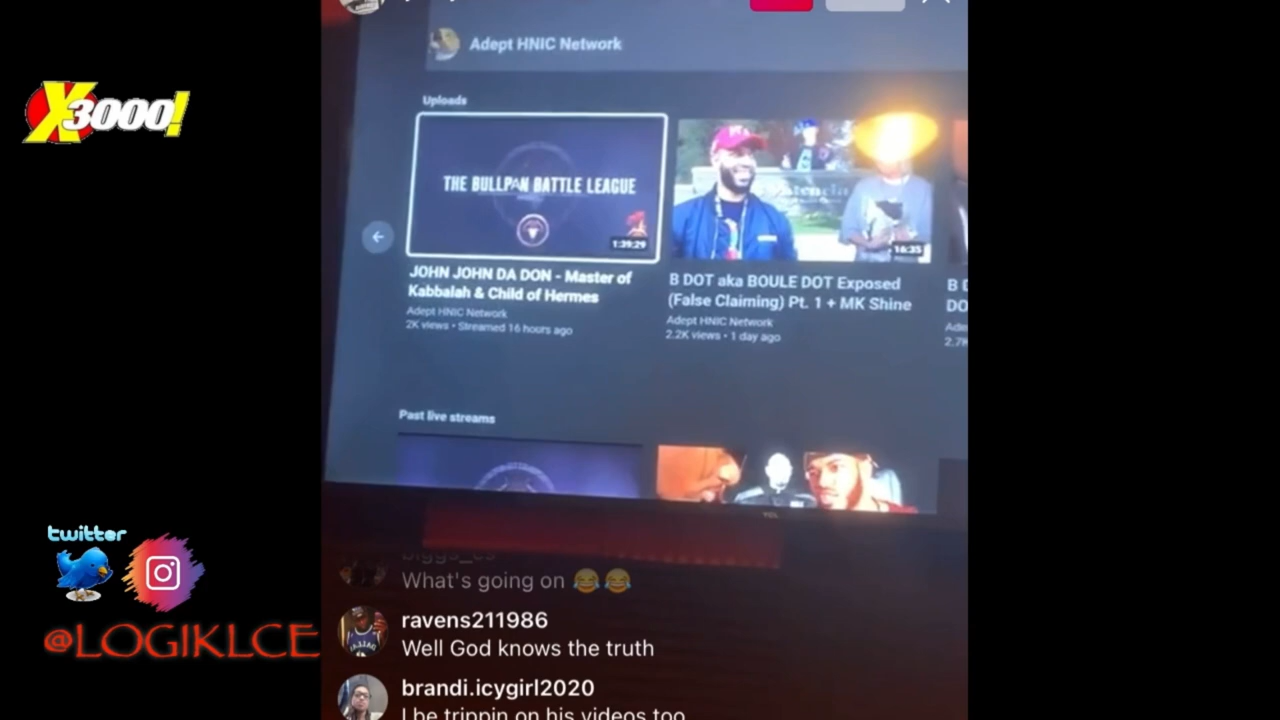 Adept HNIC Network
X3000!
Uploads
THE BULLPAN BATTLE LEAGUE
1:39:29
16:35
JOHN JOHN DA DON - Master of
Kabbalah & Child of Hermes
Adept HNIC Network
2K views • Streamed 16 hours ago
B DOT aka BOULE DOT Exposed
(False Claiming) Pt. 1 + MK Shine
Adept HNIC Network
2.2K views • 1 day ago
Past live streams
TCL
twitter
@LOGIKLCE
What's going on 😂😂
ravens211986
Well God knows the truth
brandi.icygirl2020
I be trippin on his videos too